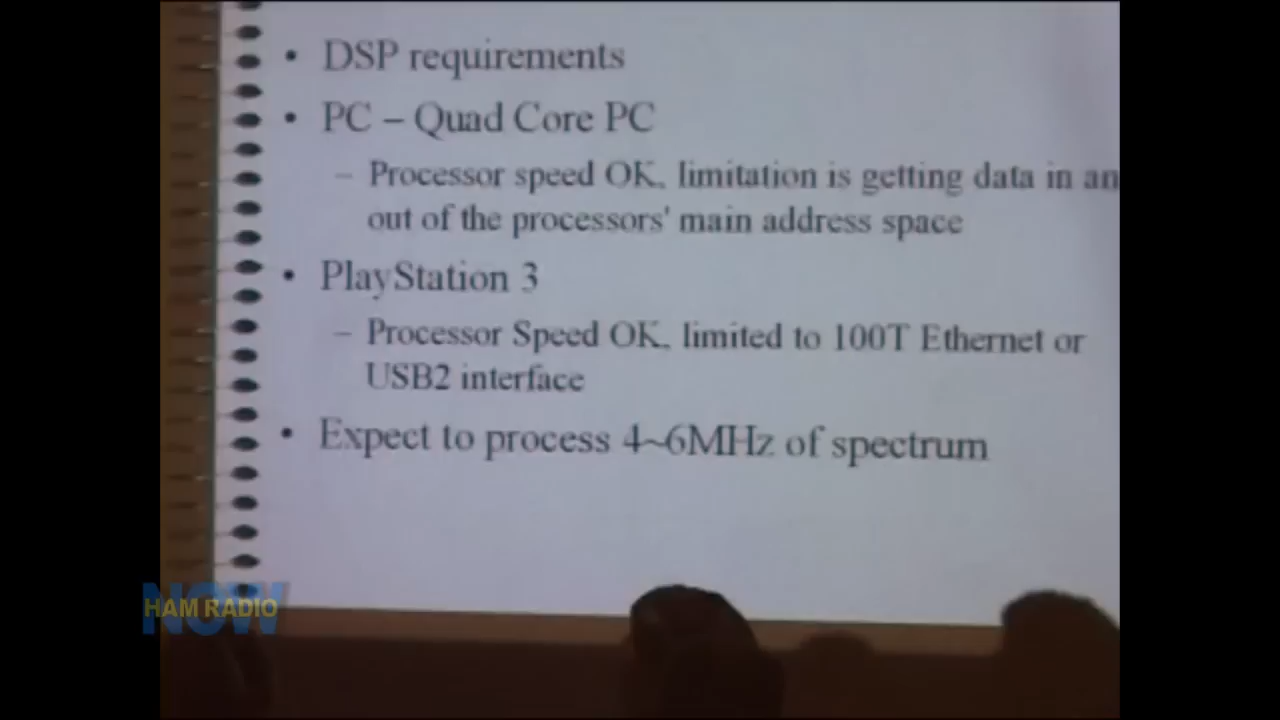 • DSP requirements
• PC – Quad Core PC
– Processor speed OK, limitation is getting data in an
out of the processors' main address space
• PlayStation 3
– Processor Speed OK, limited to 100T Ethernet or
USB2 interface
• Expect to process 4~6MHz of spectrum
NOW
HAM RADIO